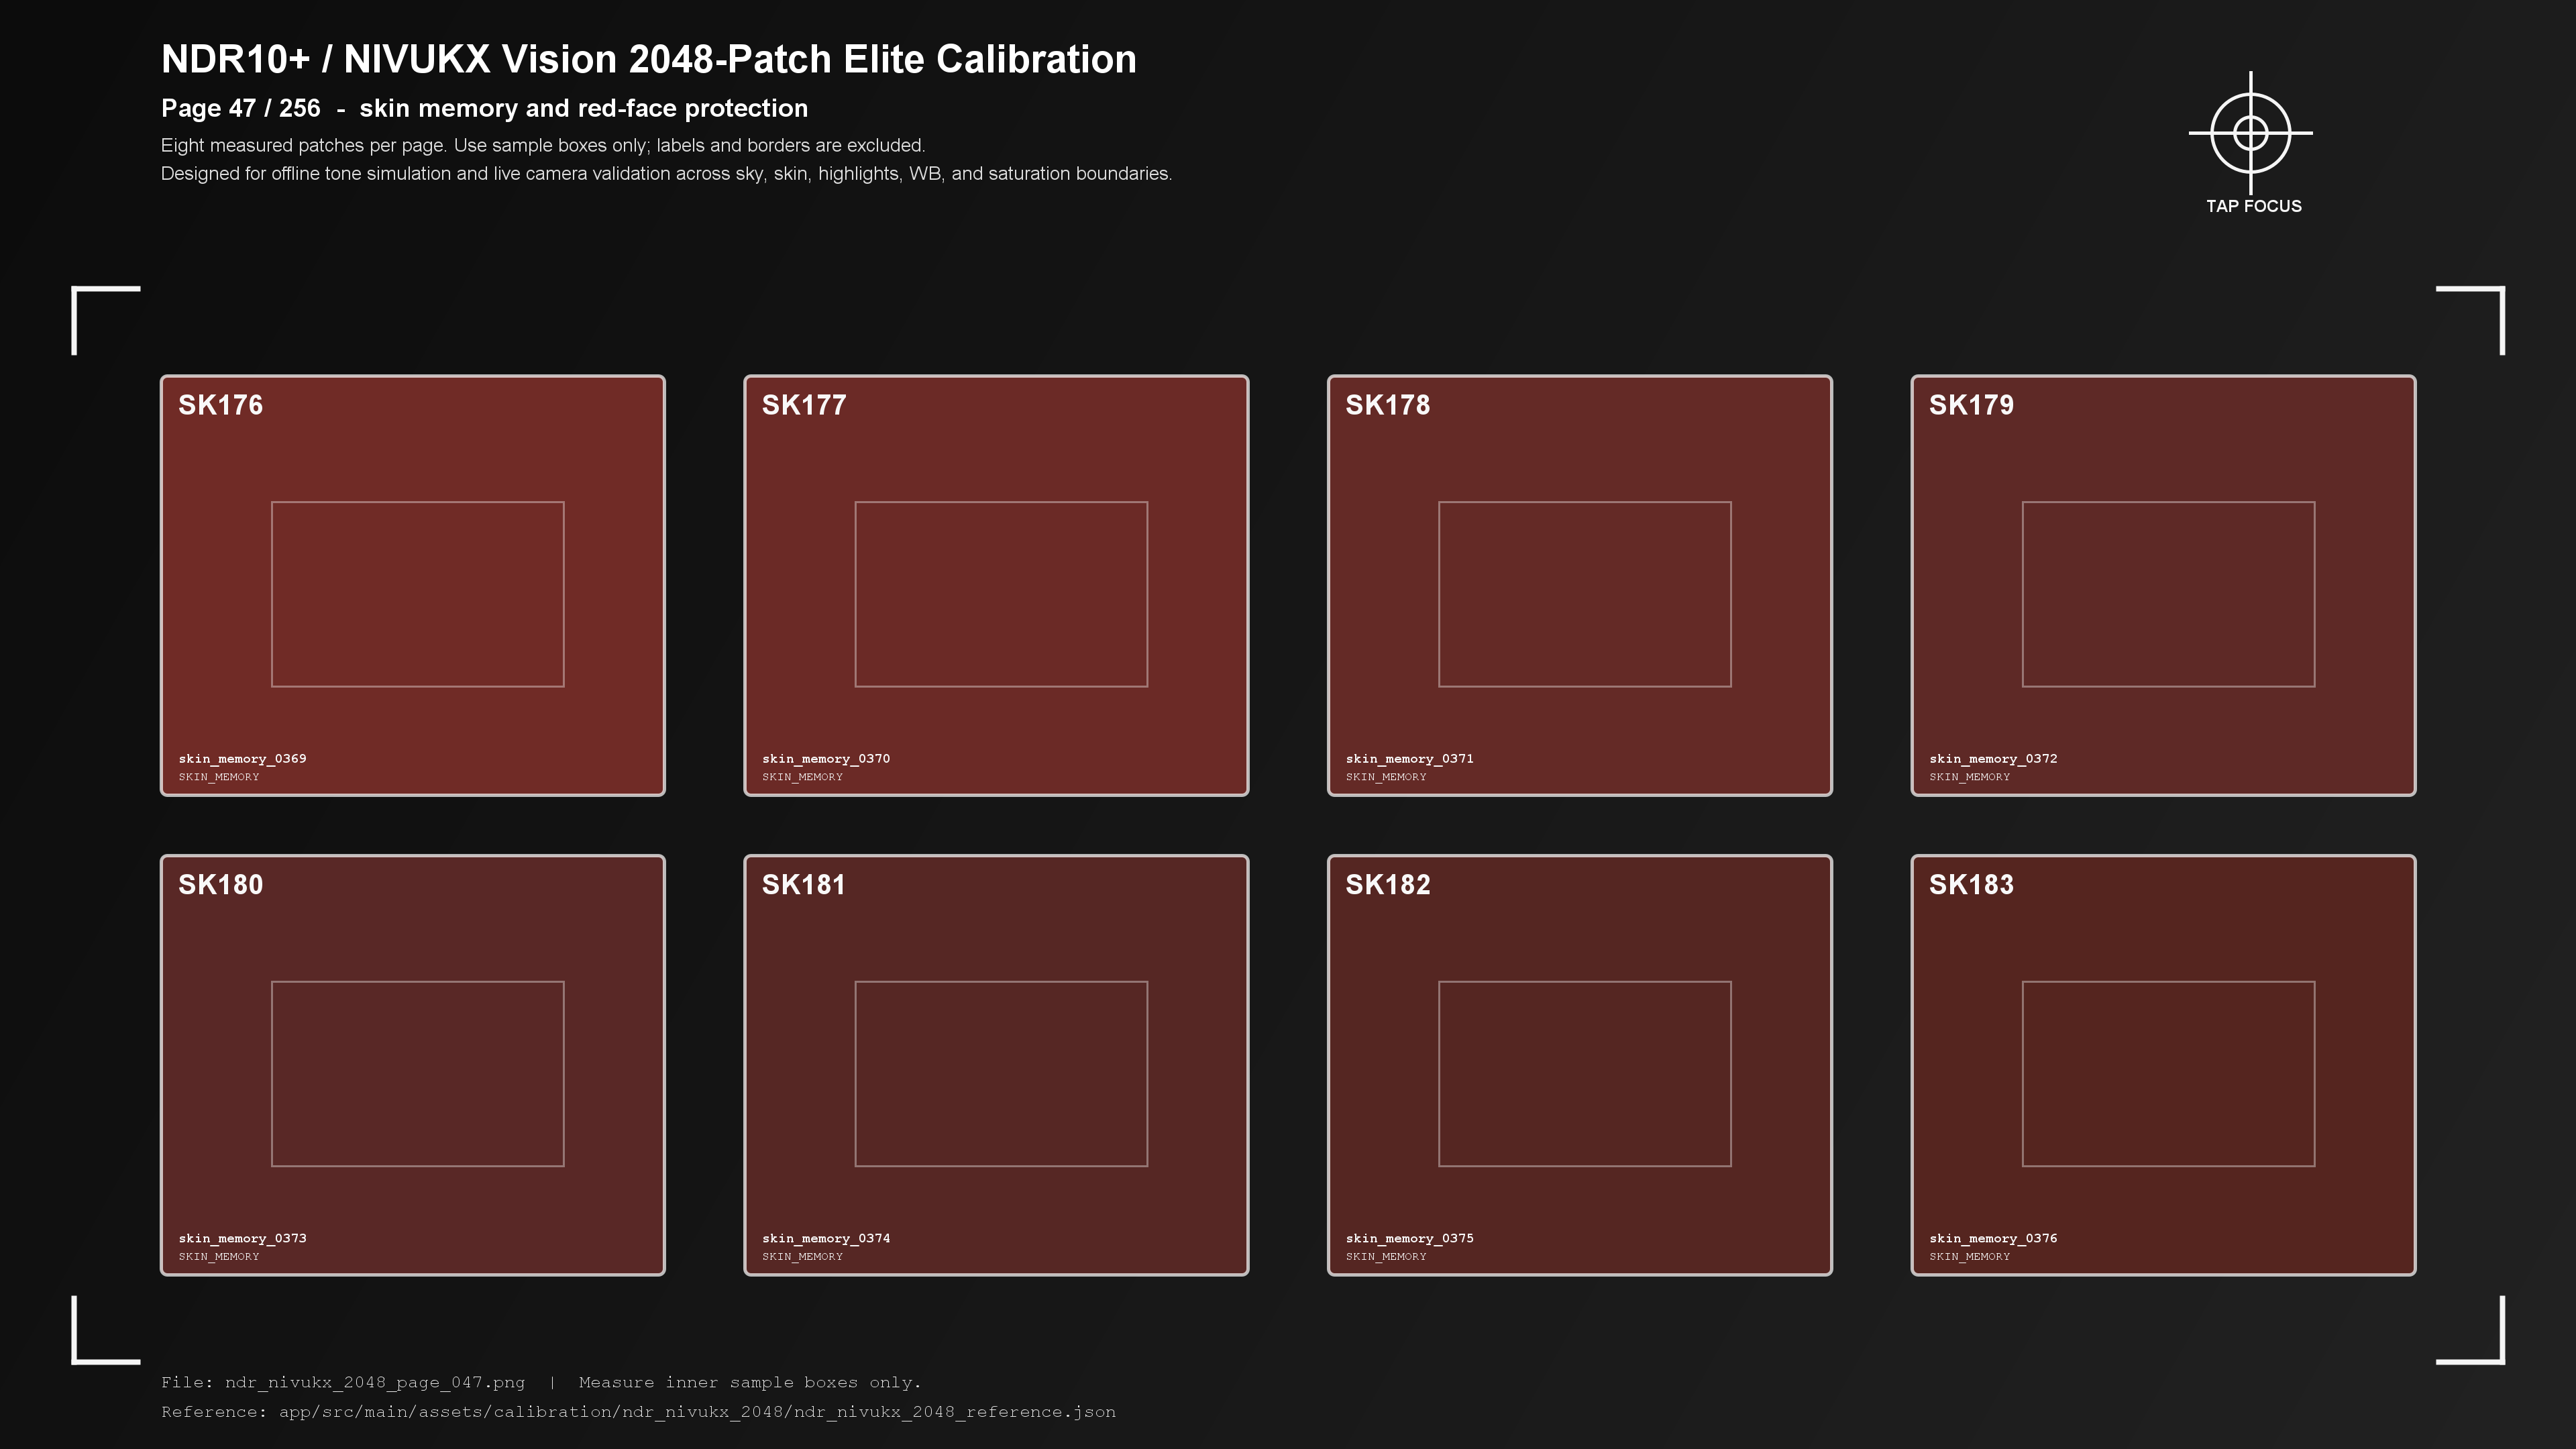 NDR10+ / NIVUKX Vision 2048-Patch Elite Calibration
Page 47 / 256 - skin memory and red-face protection
Eight measured patches per page. Use sample boxes only; labels and borders are excluded.
Designed for offline tone simulation and live camera validation across sky, skin, highlights, WB, and saturation boundaries.
TAP FOCUS
SK176
skin_memory_0369
SKIN_MEMORY
SK177
skin_memory_0370
SKIN_MEMORY
SK178
skin_memory_0371
SKIN_MEMORY
SK179
skin_memory_0372
SKIN_MEMORY
SK180
skin_memory_0373
SKIN_MEMORY
SK181
skin_memory_0374
SKIN_MEMORY
SK182
skin_memory_0375
SKIN_MEMORY
SK183
skin_memory_0376
SKIN_MEMORY
File: ndr_nivukx_2048_page_047.png | Measure inner sample boxes only.
Reference: app/src/main/assets/calibration/ndr_nivukx_2048/ndr_nivukx_2048_reference.json